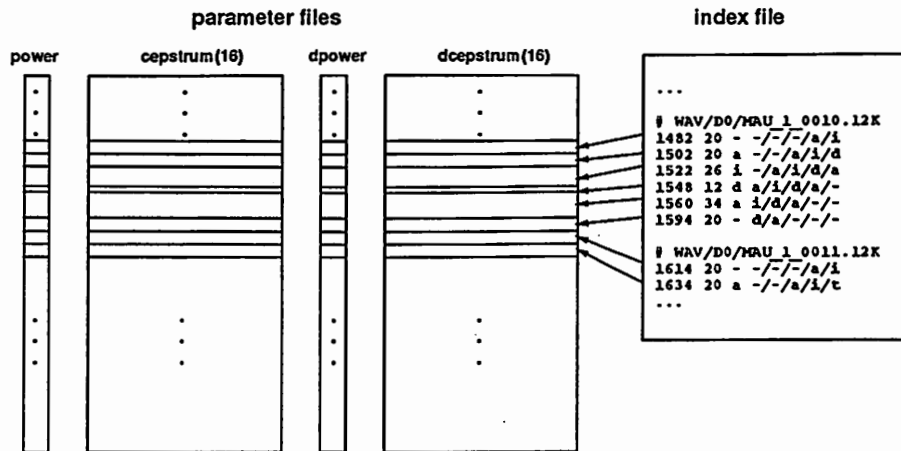 parameter files
index file
power
cepstrum(16)
dpower
dcepstrum(16)
...
# WAV/D0/MAU_1_0010.12K
1482 20 - -/-/-/a/i
1502 20 a -/-/a/i/d
1522 26 i -/a/i/d/a
1548 12 d a/i/d/a/-
1560 34 a i/d/a/-/-
1594 20 - d/a/-/-/-
# WAV/D0/MAU_1_0011.12K
1614 20 - -/-/-/a/i
1634 20 a -/-/a/i/t
...